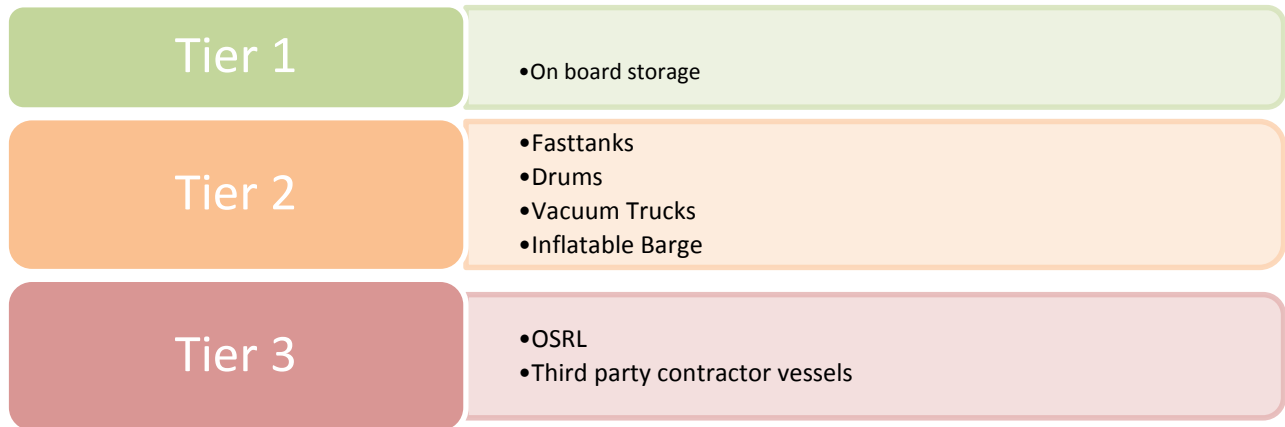 Tier 1
•On board storage
Tier 2
•Fasttanks
•Drums
•Vacuum Trucks
•Inflatable Barge
Tier 3
•OSRL
•Third party contractor vessels